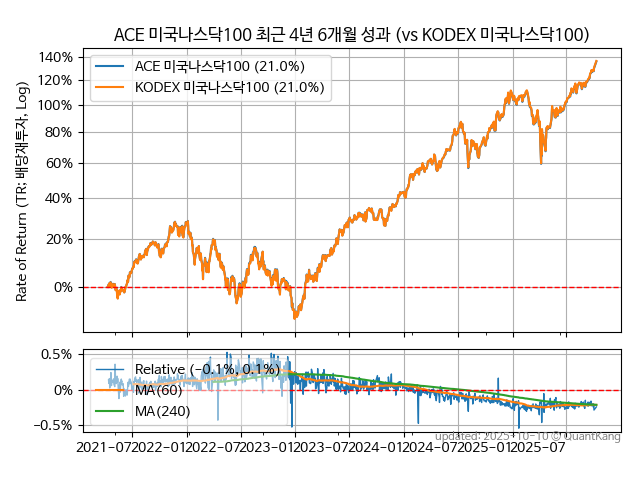 ACE 미국나스닥100 최근 4년 6개월 성과 (vs KODEX 미국나스닥100)
Rate of Return (TR: 배당재투자, Log)
140%
120%
100%
80%
60%
40%
20%
0%
ACE 미국나스닥100 (21.0%)
KODEX 미국나스닥100 (21.0%)
0.5%
0%
−0.5%
Relative (−0.1%, 0.1%)
MA(60)
MA(240)
2021-07 2022-01 2022-07 2023-01 2023-07 2024-01 2024-07 2025-01 2025-07
updated: 2025-10-10 © QuantKang